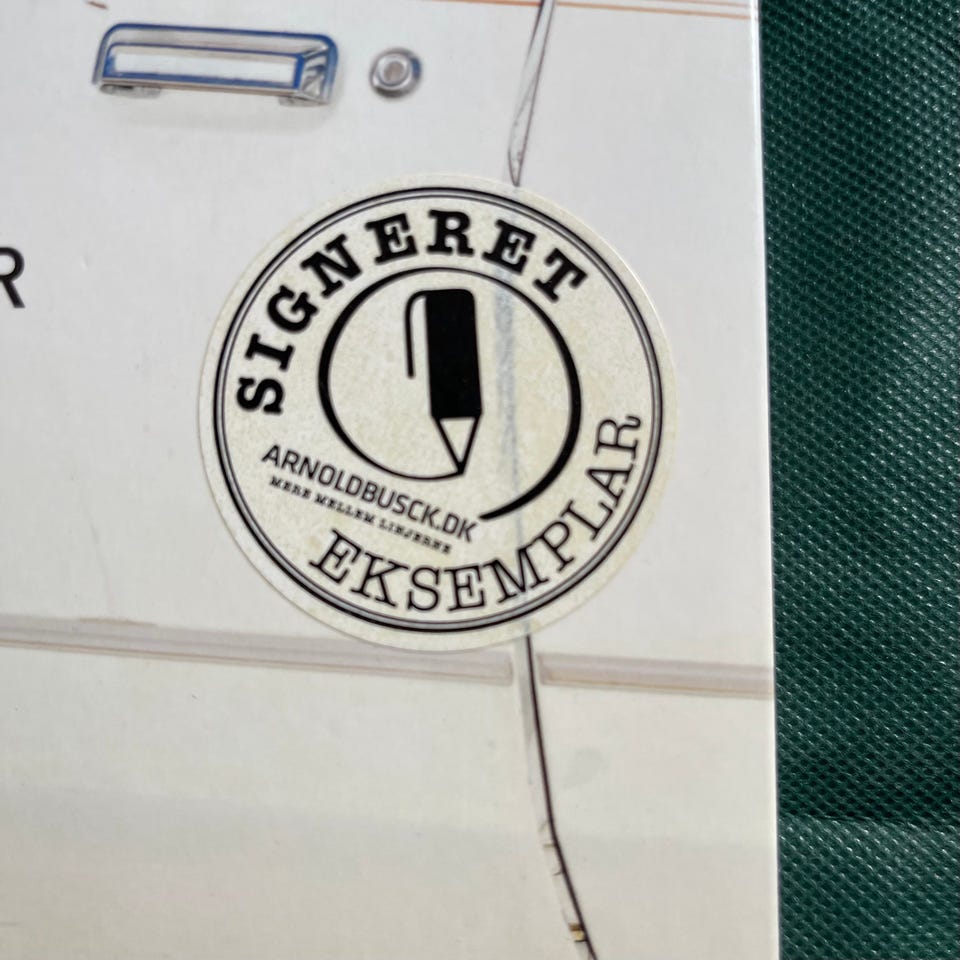 R
SIGNERET
ARNOLDBUSCK.DK
MERE MELLEM LINJERNE
EKSEMPLAR